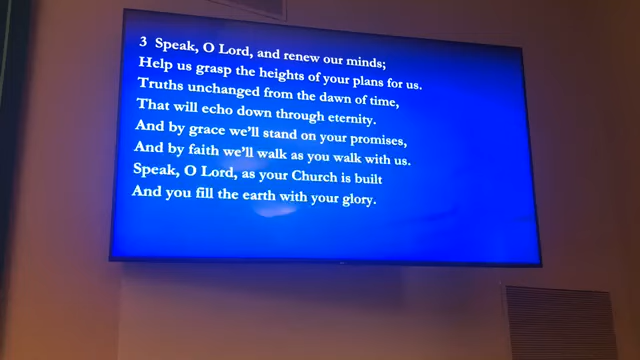 3 Speak, O Lord, and renew our minds;
Help us grasp the heights of your plans for us.
Truths unchanged from the dawn of time,
That will echo down through eternity.
And by grace we'll stand on your promises,
And by faith we'll walk as you walk with us.
Speak, O Lord, as your Church is built
And you fill the earth with your glory.